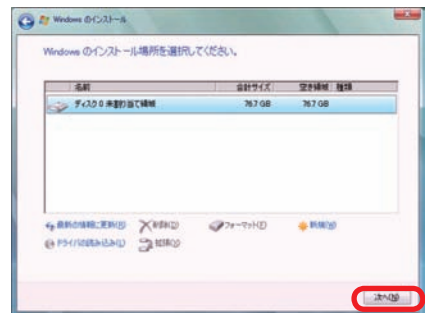 Windows のインストール
Windows のインストール場所を選択してください。
名前 合計サイズ 空き領域 種類
ディスク 0 未割り当て領域 76.7 GB 76.7 GB
最新の情報に更新(R) 削除(D) フォーマット(F) 新規(W)
ドライバの読み込み(L) 拡張(X)
次へ(N)